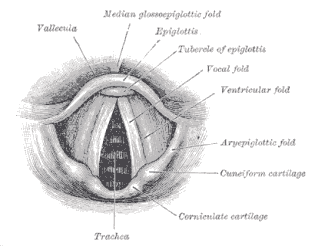 Median glossoepiglottic fold
Vallecula
Epiglottis
Tubercle of epiglottis
Vocal fold
Ventricular fold
Aryepiglottic fold
Cuneiform cartilage
Corniculate cartilage
Trachea